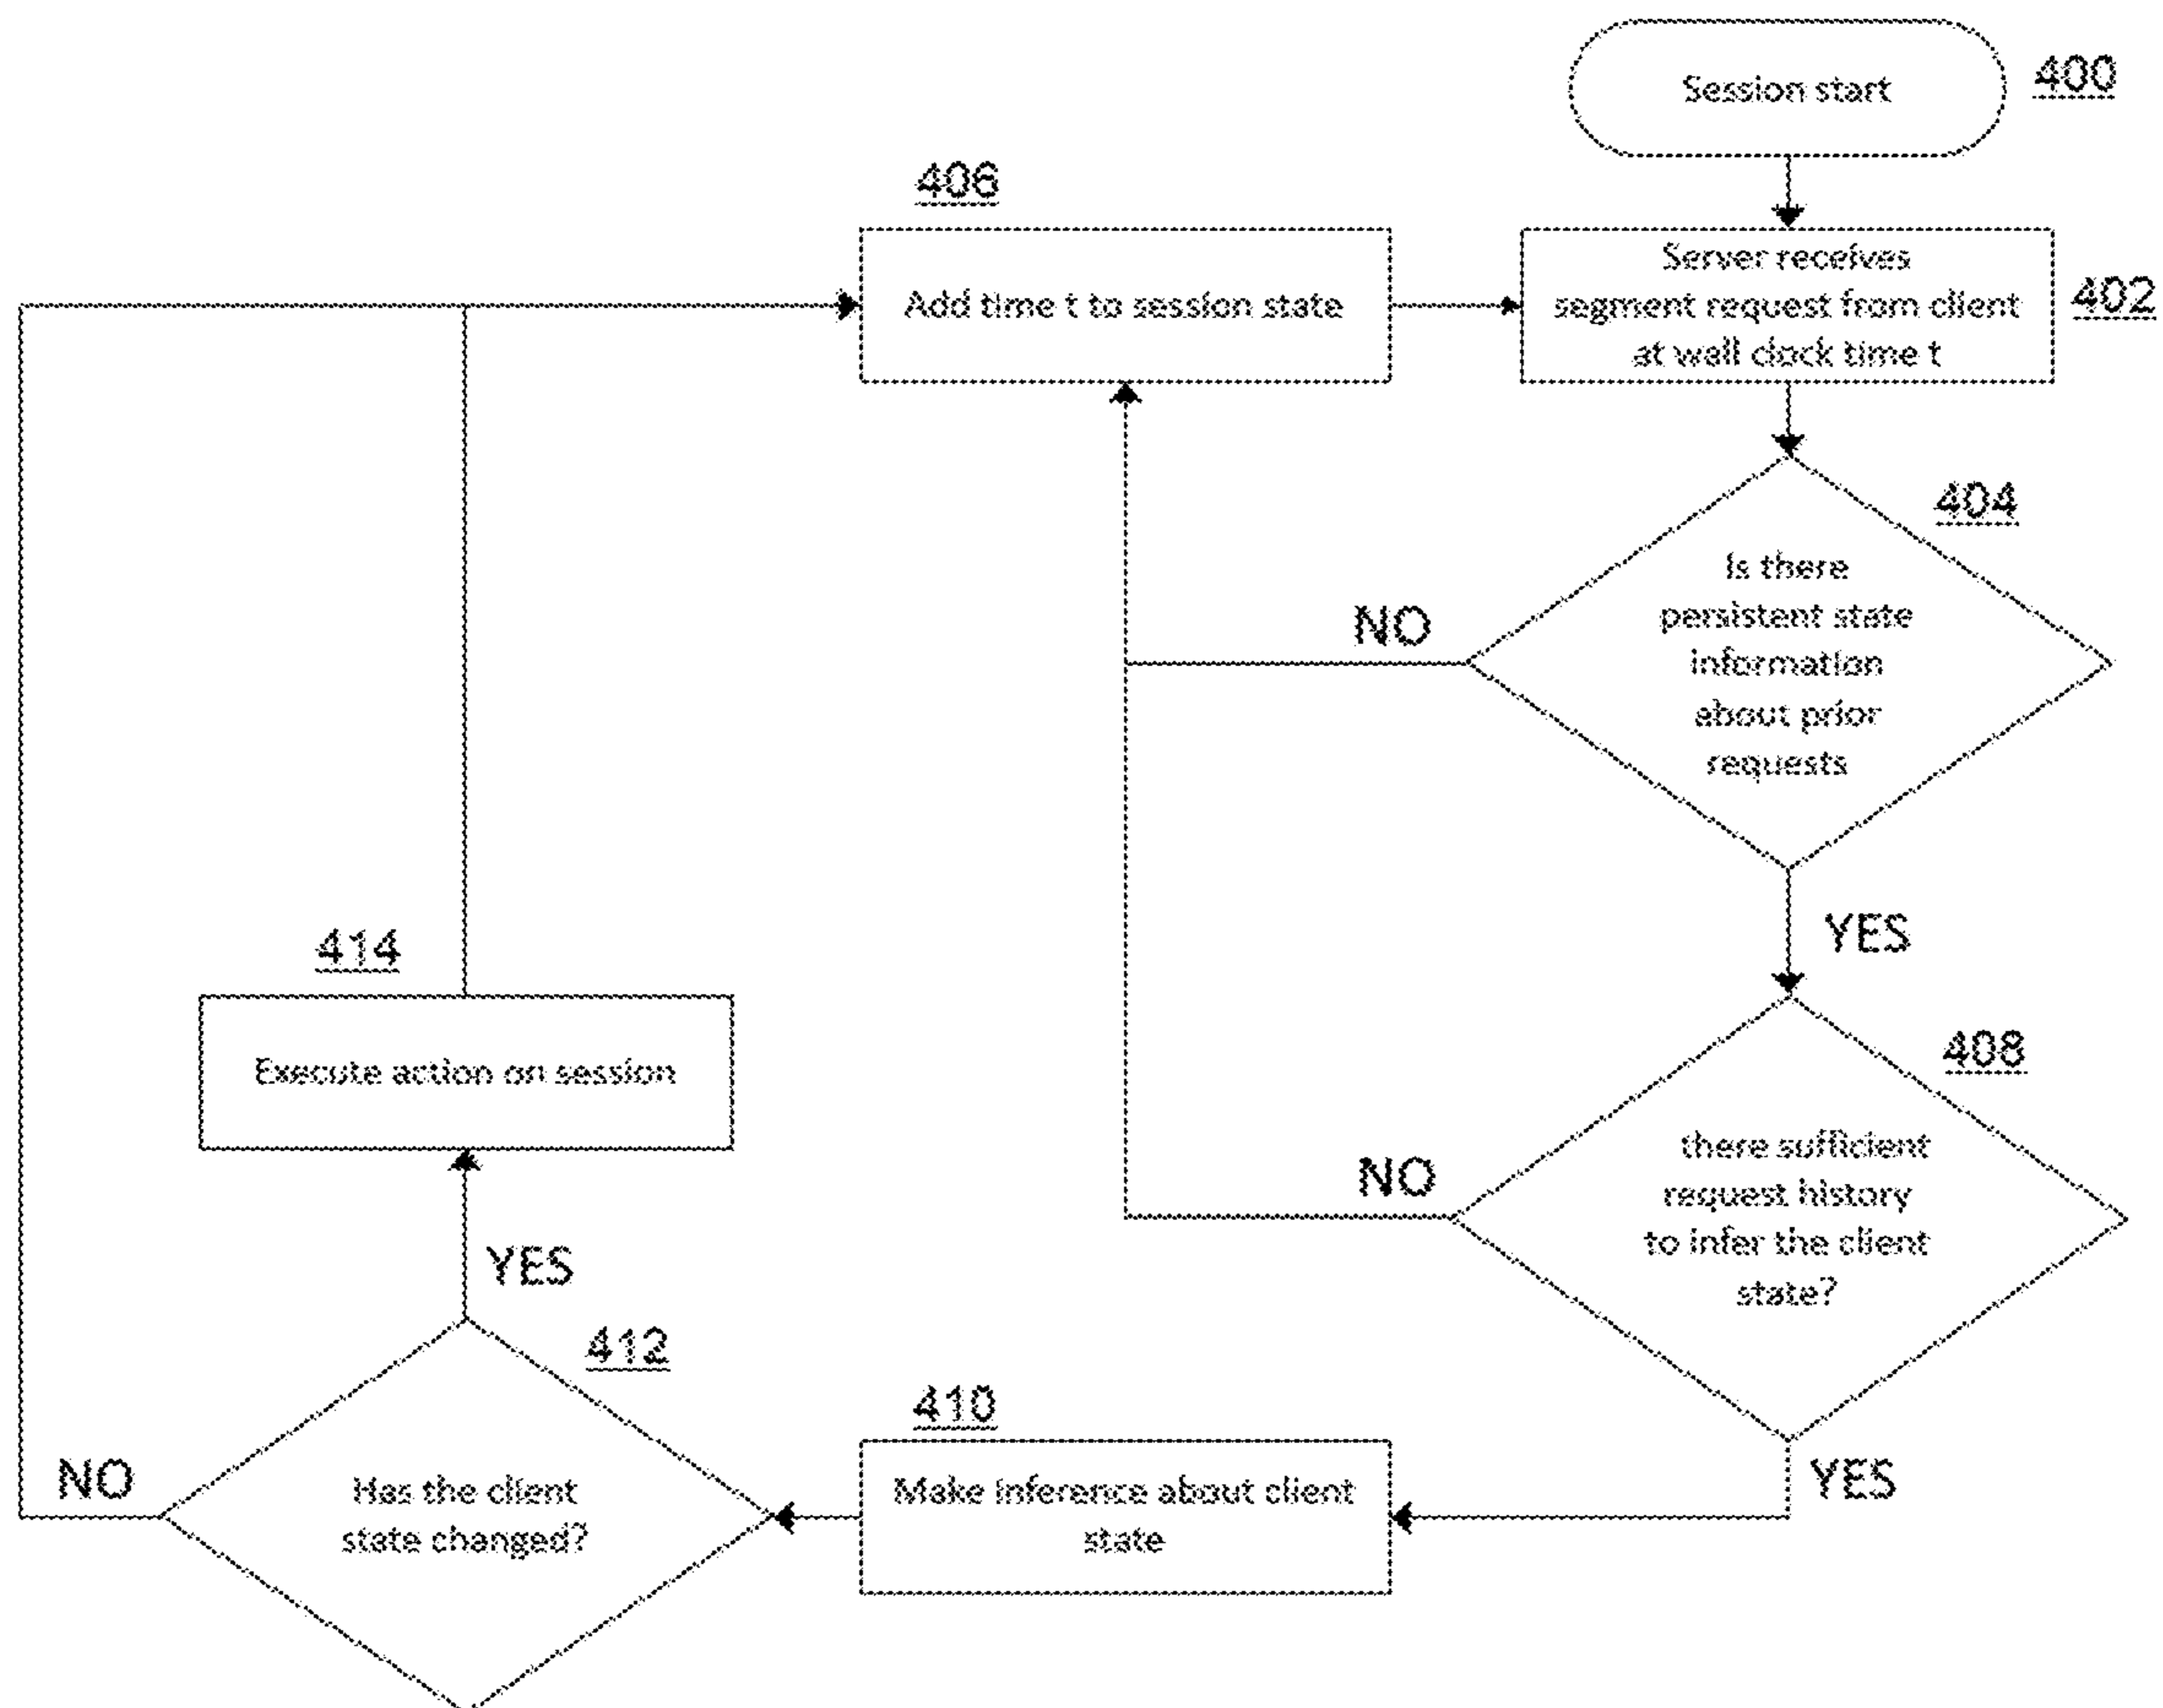 Session start
400
406
Add time t to session state
Server receives
segment request from client
at wall clock time t
402
404
Is there
persistent state
information
about prior
requests
NO
YES
414
Execute action on session
408
there sufficient
request history
to infer the client
state?
NO
YES
YES
412
410
Make inference about client
state
Has the client
state changed?
NO